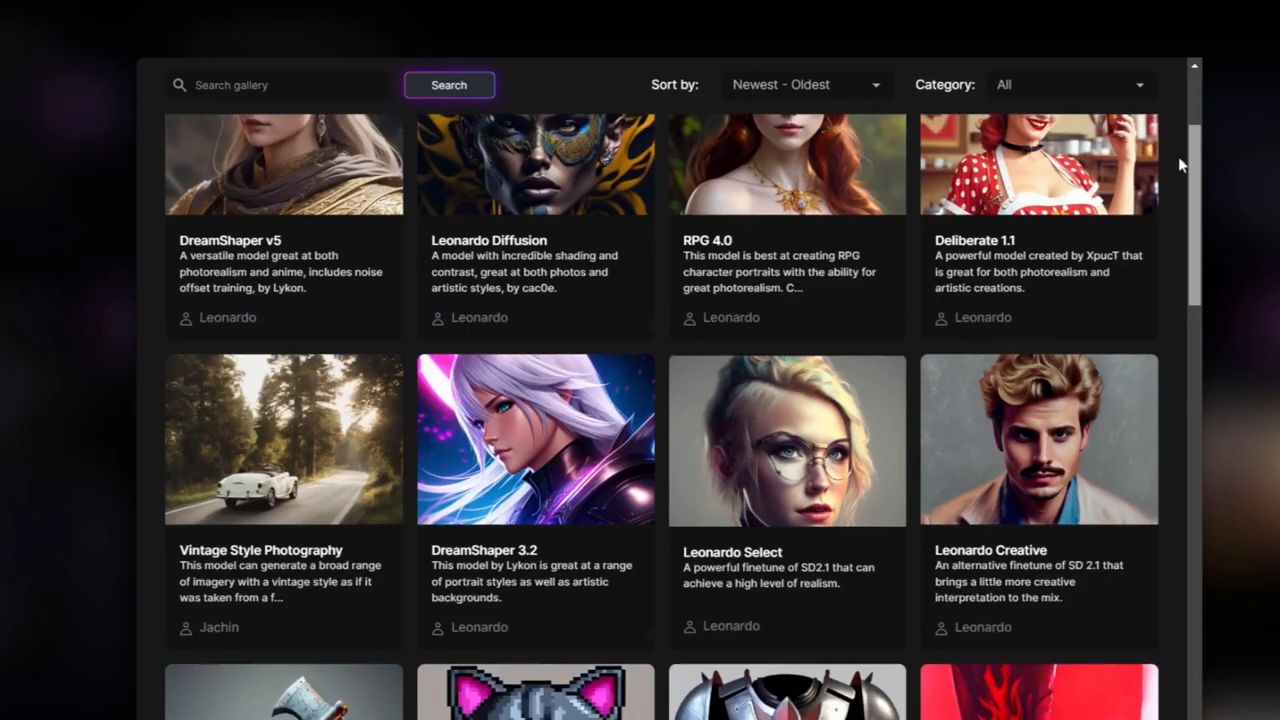 Search gallery
Search
Sort by:
Newest - Oldest
Category:
All
DreamShaper v5
A versatile model great at both
photorealism and anime, includes noise
offset training, by Lykon.
Leonardo
Leonardo Diffusion
A model with incredible shading and
contrast, great at both photos and
artistic styles, by cac0e.
Leonardo
RPG 4.0
This model is best at creating RPG
character portraits with the ability for
great photorealism. C...
Leonardo
Deliberate 1.1
A powerful model created by XpucT that
is great for both photorealism and
artistic creations.
Leonardo
Vintage Style Photography
This model can generate a broad range
of imagery with a vintage style as if it
was taken from a f...
Jachin
DreamShaper 3.2
This model by Lykon is great at a range
of portrait styles as well as artistic
backgrounds.
Leonardo
Leonardo Select
A powerful finetune of SD2.1 that can
achieve a high level of realism.
Leonardo
Leonardo Creative
An alternative finetune of SD 2.1 that
brings a little more creative
interpretation to the mix.
Leonardo